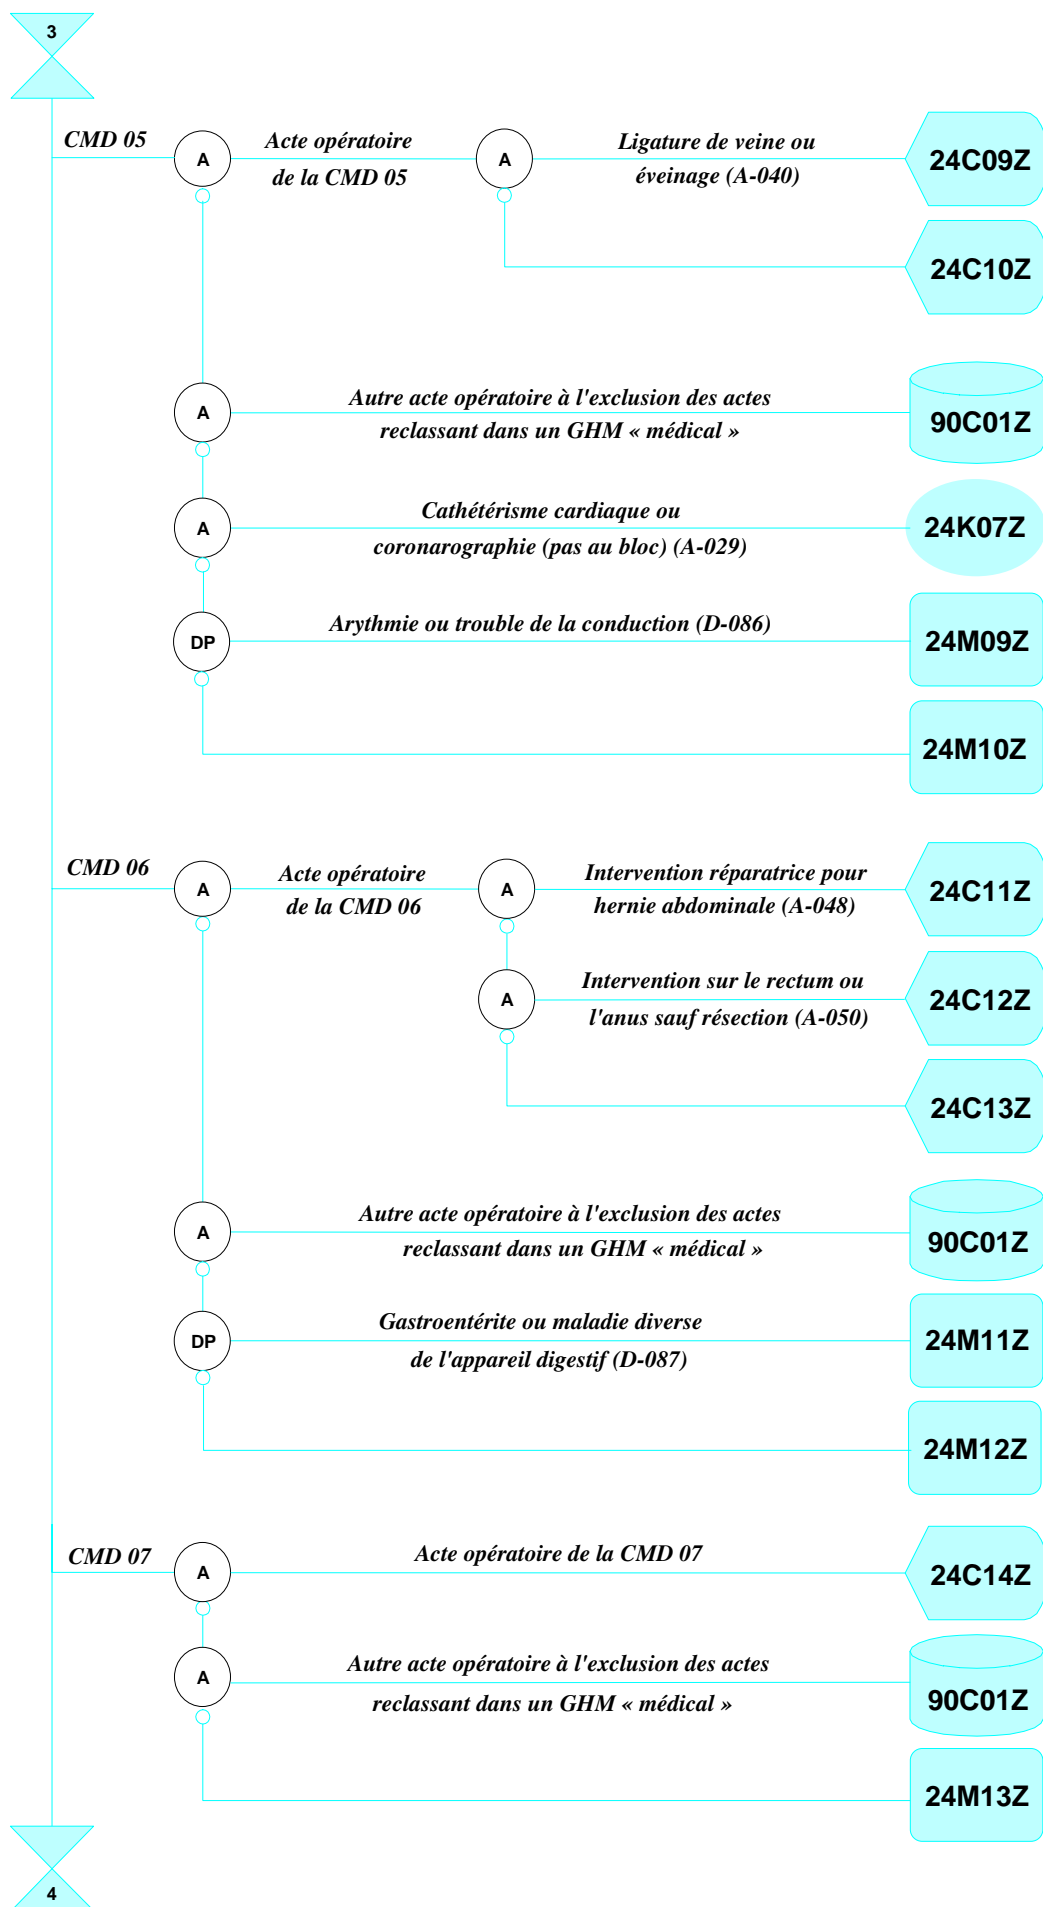 3
CMD 05
A
Acte opératoire
de la CMD 05
A
Ligature de veine ou
éveinage (A-040)
24C09Z
24C10Z
A
Autre acte opératoire à l'exclusion des actes
reclassant dans un GHM « médical »
90C01Z
A
Cathétérisme cardiaque ou
coronarographie (pas au bloc) (A-029)
24K07Z
DP
Arythmie ou trouble de la conduction (D-086)
24M09Z
24M10Z
CMD 06
A
Acte opératoire
de la CMD 06
A
Intervention réparatrice pour
hernie abdominale (A-048)
24C11Z
A
Intervention sur le rectum ou
l'anus sauf résection (A-050)
24C12Z
24C13Z
A
Autre acte opératoire à l'exclusion des actes
reclassant dans un GHM « médical »
90C01Z
DP
Gastroentérite ou maladie diverse
de l'appareil digestif (D-087)
24M11Z
24M12Z
CMD 07
A
Acte opératoire de la CMD 07
24C14Z
A
Autre acte opératoire à l'exclusion des actes
reclassant dans un GHM « médical »
90C01Z
24M13Z
4